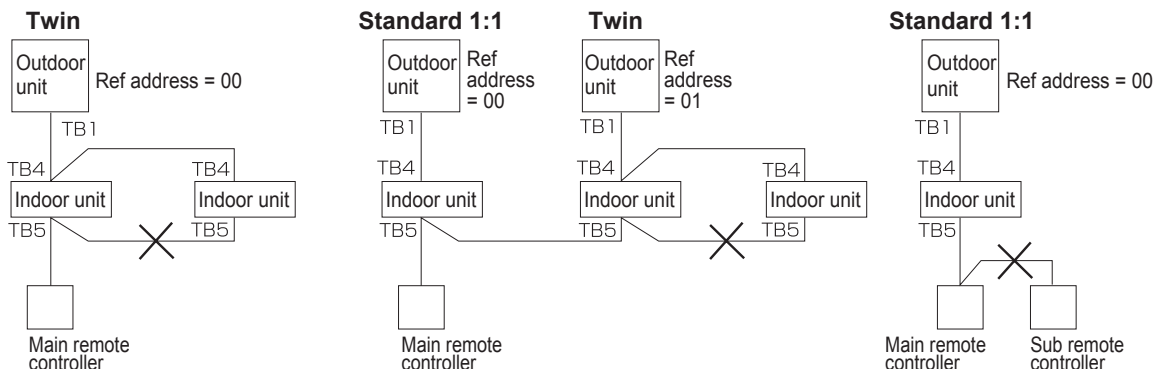 Twin
Outdoor
unit
Ref address = 00
TB1
TB4
TB4
Indoor unit
Indoor unit
TB5
TB5
Main remote
controller
Standard 1:1
Outdoor
unit
Ref
address
= 00
TB1
TB4
Indoor unit
TB5
Main remote
controller
Twin
Outdoor
unit
Ref
address
= 01
TB1
TB4
TB4
Indoor unit
Indoor unit
TB5
TB5
Standard 1:1
Outdoor
unit
Ref address = 00
TB1
TB4
Indoor unit
TB5
Main remote
controller
Sub remote
controller